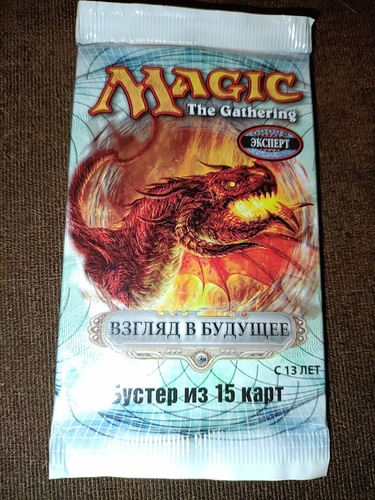 MAGIC
The Gathering
ЭКСПЕРТ
ВЗГЛЯД В БУДУЩЕЕ
С 13 ЛЕТ
Бустер из 15 карт